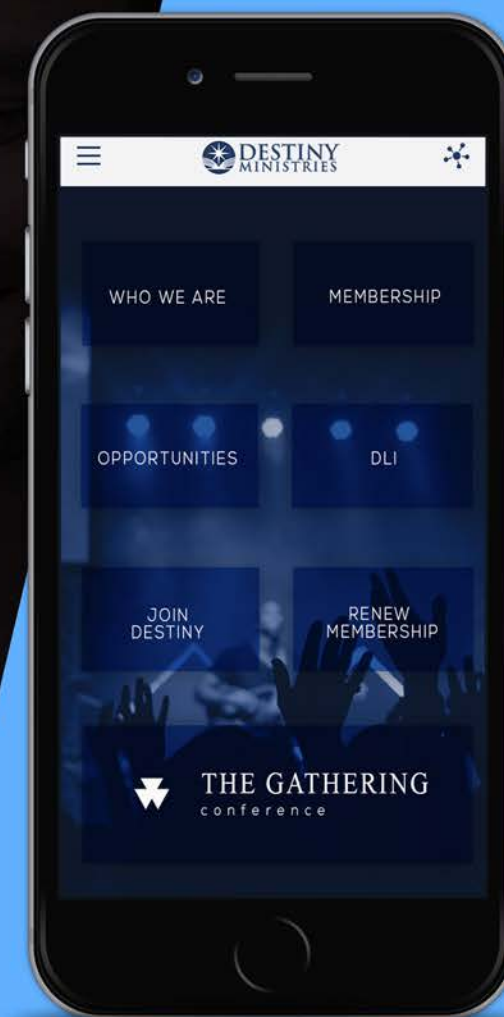 DESTINY
MINISTRIES
WHO WE ARE
MEMBERSHIP
OPPORTUNITIES
DLI
JOIN
DESTINY
RENEW
MEMBERSHIP
THE GATHERING
conference